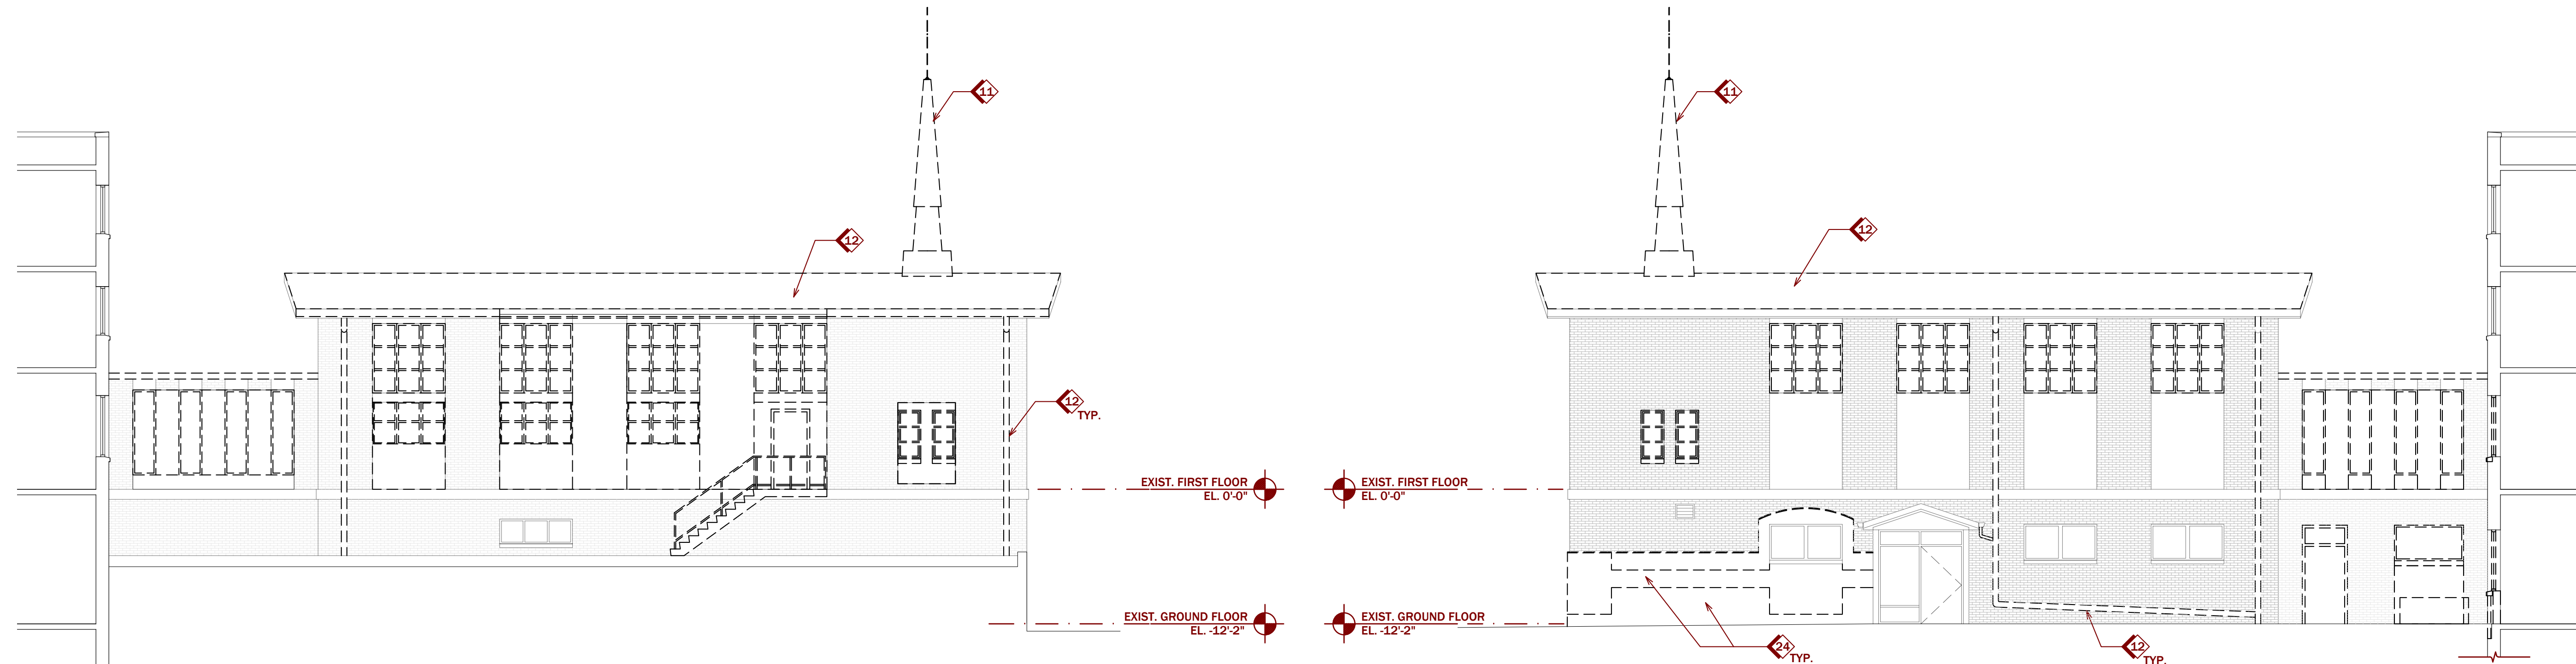 11
11
12
12
12
TYP.
EXIST. FIRST FLOOR
EL. 0'-0"
EXIST. FIRST FLOOR
EL. 0'-0"
EXIST. GROUND FLOOR
EL. -12'-2"
EXIST. GROUND FLOOR
EL. -12'-2"
24
TYP.
12
TYP.